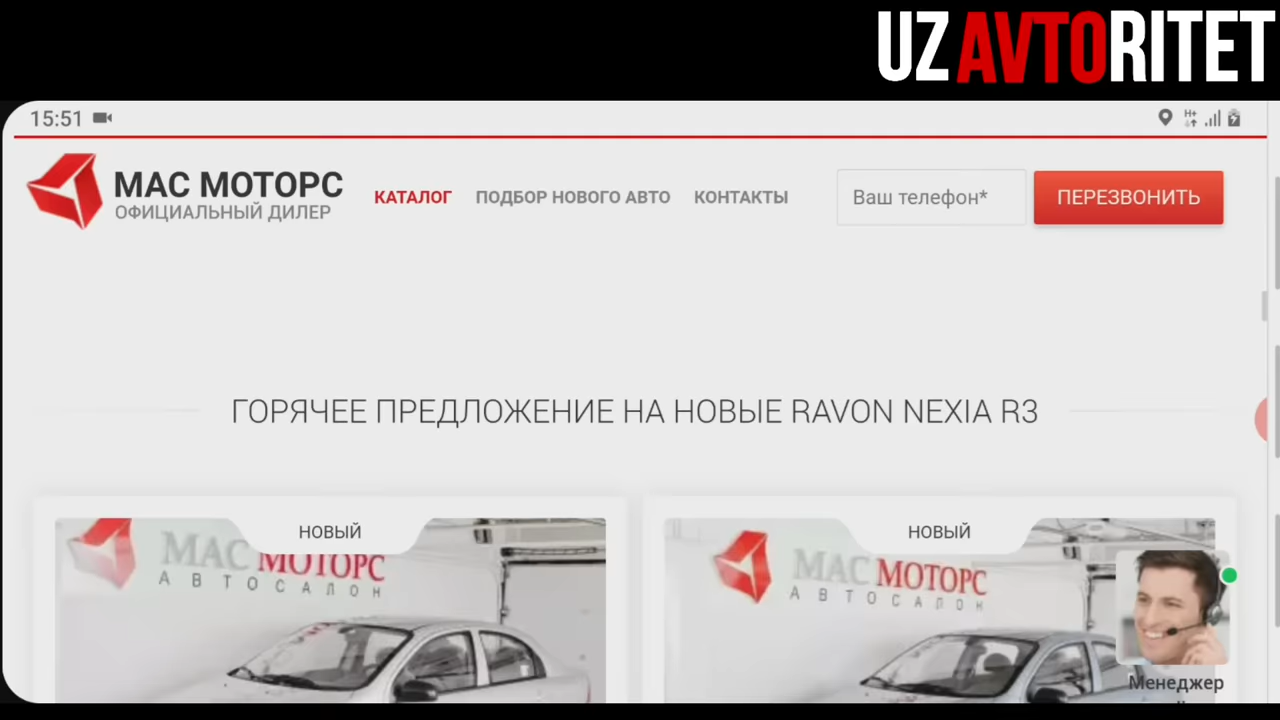 UZAVTORITET
15:51
H+
МАС МОТОРС
ОФИЦИАЛЬНЫЙ ДИЛЕР
КАТАЛОГ
ПОДБОР НОВОГО АВТО
КОНТАКТЫ
Ваш телефон*
ПЕРЕЗВОНИТЬ
ГОРЯЧЕЕ ПРЕДЛОЖЕНИЕ НА НОВЫЕ RAVON NEXIA R3
НОВЫЙ
МАС МОТОРС
АВТОСАЛОН
НОВЫЙ
МАС МОТОРС
АВТОСАЛОН
Менеджер